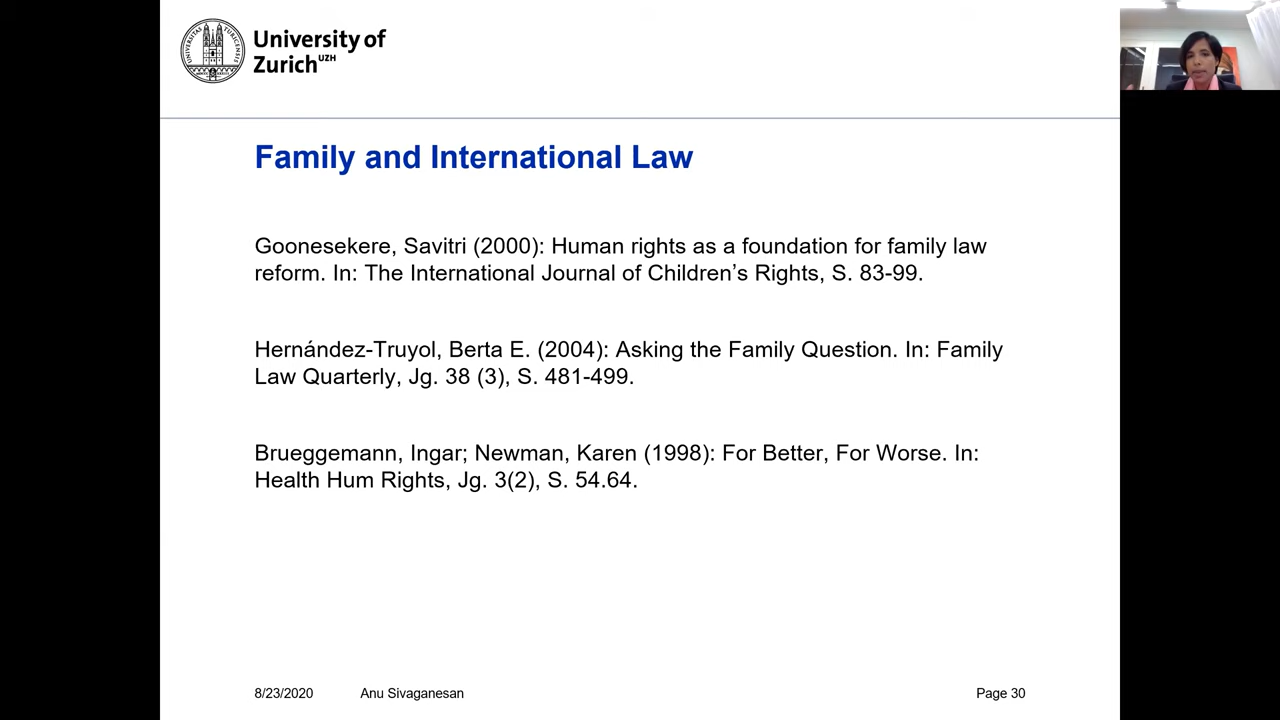 University of
Zurich UZH
Family and International Law
Goonesekere, Savitri (2000): Human rights as a foundation for family law
reform. In: The International Journal of Children’s Rights, S. 83-99.
Hernández-Truyol, Berta E. (2004): Asking the Family Question. In: Family
Law Quarterly, Jg. 38 (3), S. 481-499.
Brueggemann, Ingar; Newman, Karen (1998): For Better, For Worse. In:
Health Hum Rights, Jg. 3(2), S. 54.64.
8/23/2020 Anu Sivaganesan Page 30